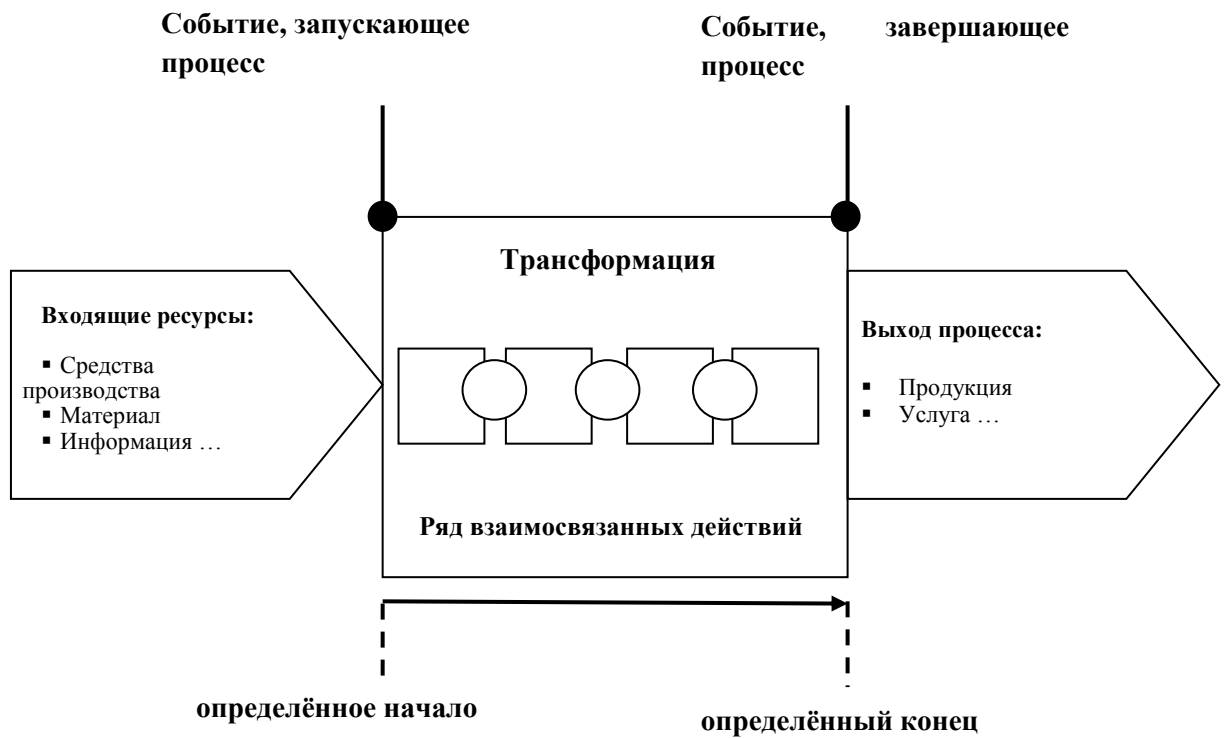 Событие, запускающее
процесс
Событие, завершающее
процесс
Трансформация
Входящие ресурсы:
▪ Средства
производства
▪ Материал
▪ Информация …
Выход процесса:
▪ Продукция
▪ Услуга …
Ряд взаимосвязанных действий
определённое начало
определённый конец